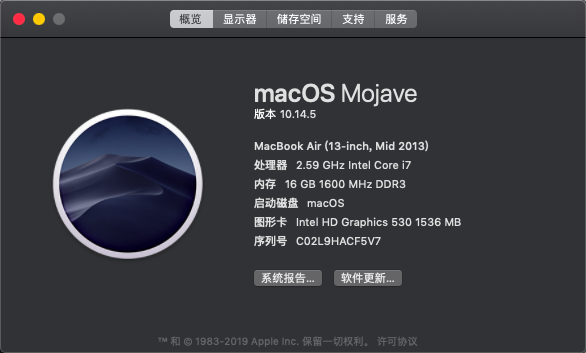 概览 显示器 储存空间 支持 服务
macOS Mojave
版本 10.14.5
MacBook Air (13-inch, Mid 2013)
处理器 2.59 GHz Intel Core i7
内存 16 GB 1600 MHz DDR3
启动磁盘 macOS
图形卡 Intel HD Graphics 530 1536 MB
序列号 C02L9HACF5V7
系统报告... 软件更新...
™ 和 © 1983-2019 Apple Inc. 保留一切权利。 许可协议